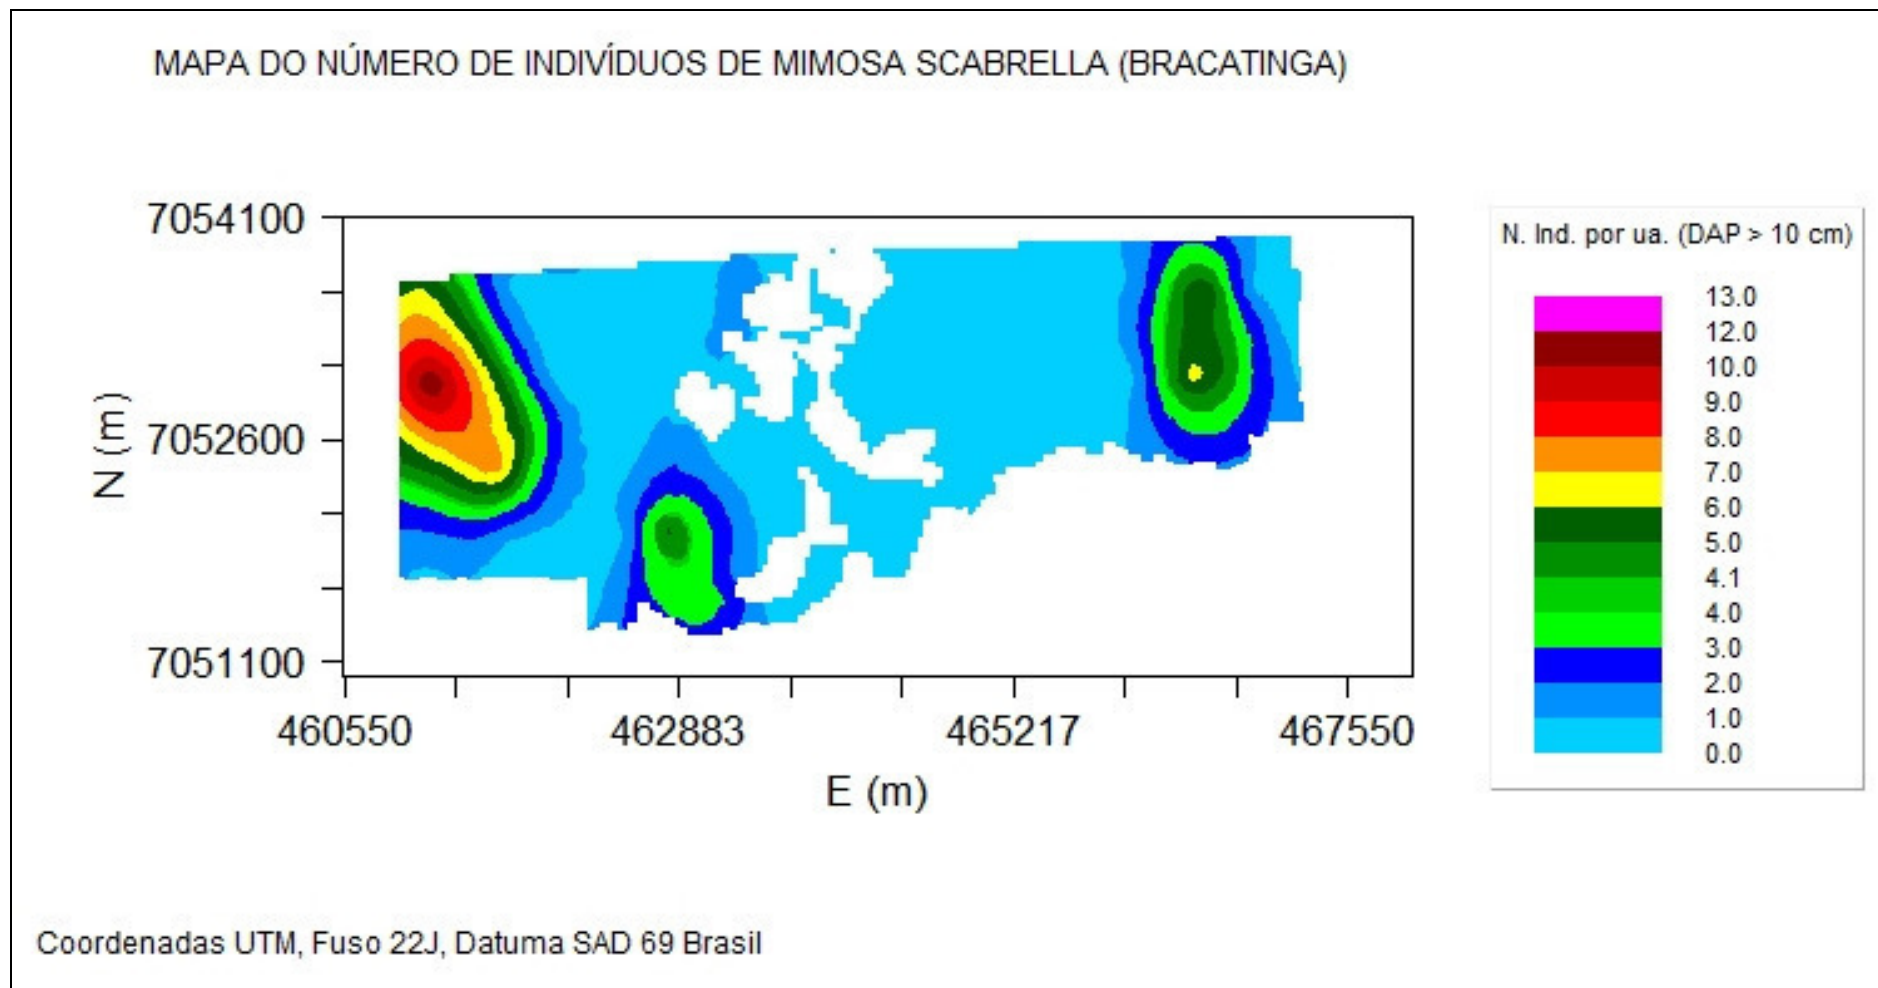 MAPA DO NÚMERO DE INDIVÍDUOS DE MIMOSA SCABRELLA (BRACATINGA)
N. Ind. por ua. (DAP > 10 cm)
13.0
12.0
10.0
9.0
8.0
7.0
6.0
5.0
4.1
4.0
3.0
2.0
1.0
0.0
7054100
7052600
7051100
N (m)
460550 462883 465217 467550
E (m)
Coordenadas UTM, Fuso 22J, Datuma SAD 69 Brasil